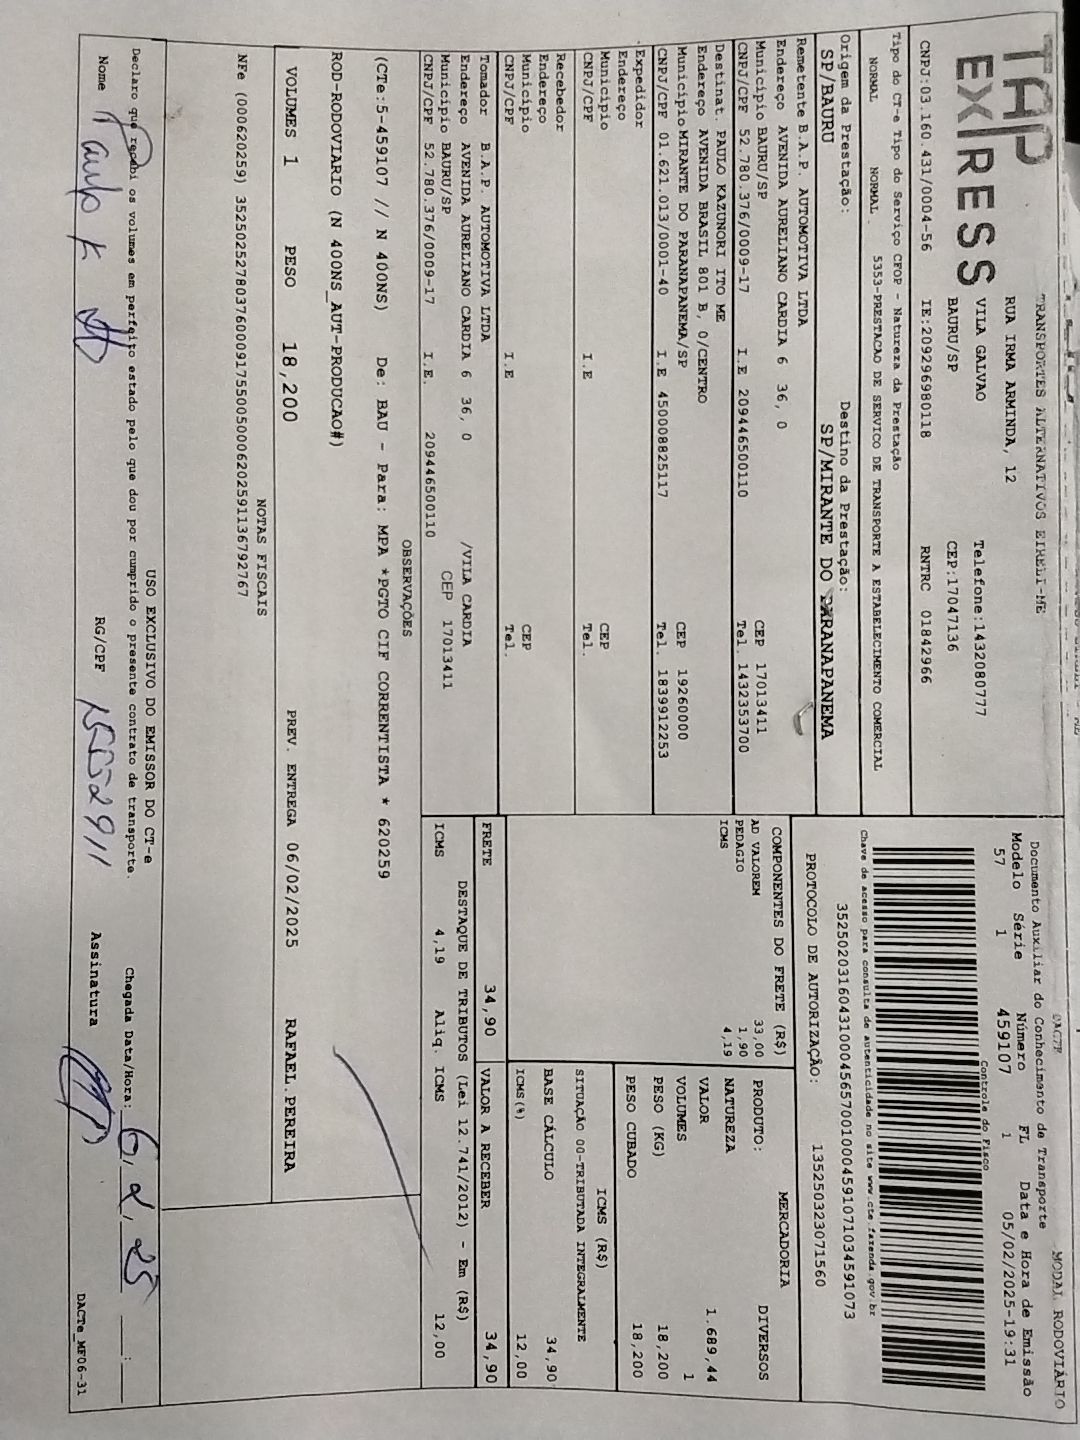 TAP
EXPRESS
TRANSPORTES ALTERNATIVOS EIRELI-ME
RUA IRMA ARMINDA, 12
VILA GALVAO Telefone:1432080777
BAURU/SP CEP:17047136
CNPJ:03.160.431/0004-56 IE:209296980118 RNTRC 01842966
Tipo do CT-e Tipo do Serviço CFOP - Natureza da Prestação
NORMAL NORMAL 5353-PRESTACAO DE SERVICO DE TRANSPORTE A ESTABELECIMENTO COMERCIAL
Origem da Prestação: Destino da Prestação:
SP/BAURU SP/MIRANTE DO PARANAPANEMA
Remetente B.A.P. AUTOMOTIVA LTDA
Endereço AVENIDA AURELIANO CARDIA 6 36, 0
Municipio BAURU/SP CEP 17013411
CNPJ/CPF 52.780.376/0009-17 I.E 209446500110 Tel. 1432353700
Destinat. PAULO KAZUNORI ITO ME
Endereço AVENIDA BRASIL 801 B, 0/CENTRO
Município MIRANTE DO PARANAPANEMA/SP CEP 19260000
CNPJ/CPF 01.621.013/0001-40 I.E 450008825117 Tel. 1839912253
Expedidor
Endereço
Município CEP
CNPJ/CPF I.E Tel.
Recebedor
Endereço
Município CEP
CNPJ/CPF I.E Tel.
Tomador B.A.P. AUTOMOTIVA LTDA
Endereço AVENIDA AURELIANO CARDIA 6 36, 0 /VILA CARDIA
Município BAURU/SP CEP 17013411
CNPJ/CPF 52.780.376/0009-17 I.E. 209446500110
DACTE MODAL RODOVIÁRIO
Documento Auxiliar do Conhecimento de Transporte
Modelo Série Número FL Data e Hora de Emissão
57 1 459107 1 05/02/2025-19:31
Controle do Fisco
Chave de acesso para consulta de autenticidade no site www.cte.fazenda.gov.br
35250203160431000456570010004591071034591073
PROTOCOLO DE AUTORIZAÇÃO: 135250323071560
COMPONENTES DO FRETE (R$)
AD VALOREM 33,00
PEDAGIO 1,90
ICMS 4,19
MERCADORIA
PRODUTO: DIVERSOS
NATUREZA
VALOR 1.689,44
VOLUMES 1
PESO (KG) 18,200
PESO CUBADO 18,200
ICMS (R$)
SITUAÇÃO 00-TRIBUTADA INTEGRALMENTE
BASE CÁLCULO 34,90
ICMS(%) 12,00
FRETE 34,90 VALOR A RECEBER 34,90
DESTAQUE DE TRIBUTOS (Lei 12.741/2012) - Em (R$)
ICMS 4,19 Aliq. ICMS 12,00
OBSERVAÇÕES
(CTe:5-459107 // N 400NS) De: BAU - Para: MPA *PGTO CIF CORRENTISTA * 620259
ROD-RODOVIARIO (N 400NS_AUT-PRODUCAO#)
VOLUMES 1 PESO 18,200 PREV. ENTREGA 06/02/2025 RAFAEL.PEREIRA
NOTAS FISCAIS
NFe (000620259) 35250252780376000917550050006202591136792767
USO EXCLUSIVO DO EMISSOR DO CT-e
Declaro que recebi os volumes em perfeito estado pelo que dou por cumprido o presente contrato de transporte. Chegada Data/Hora: 6/2/25 :
Nome Paulo K RG/CPF Assinatura
DACTe_MF06-31